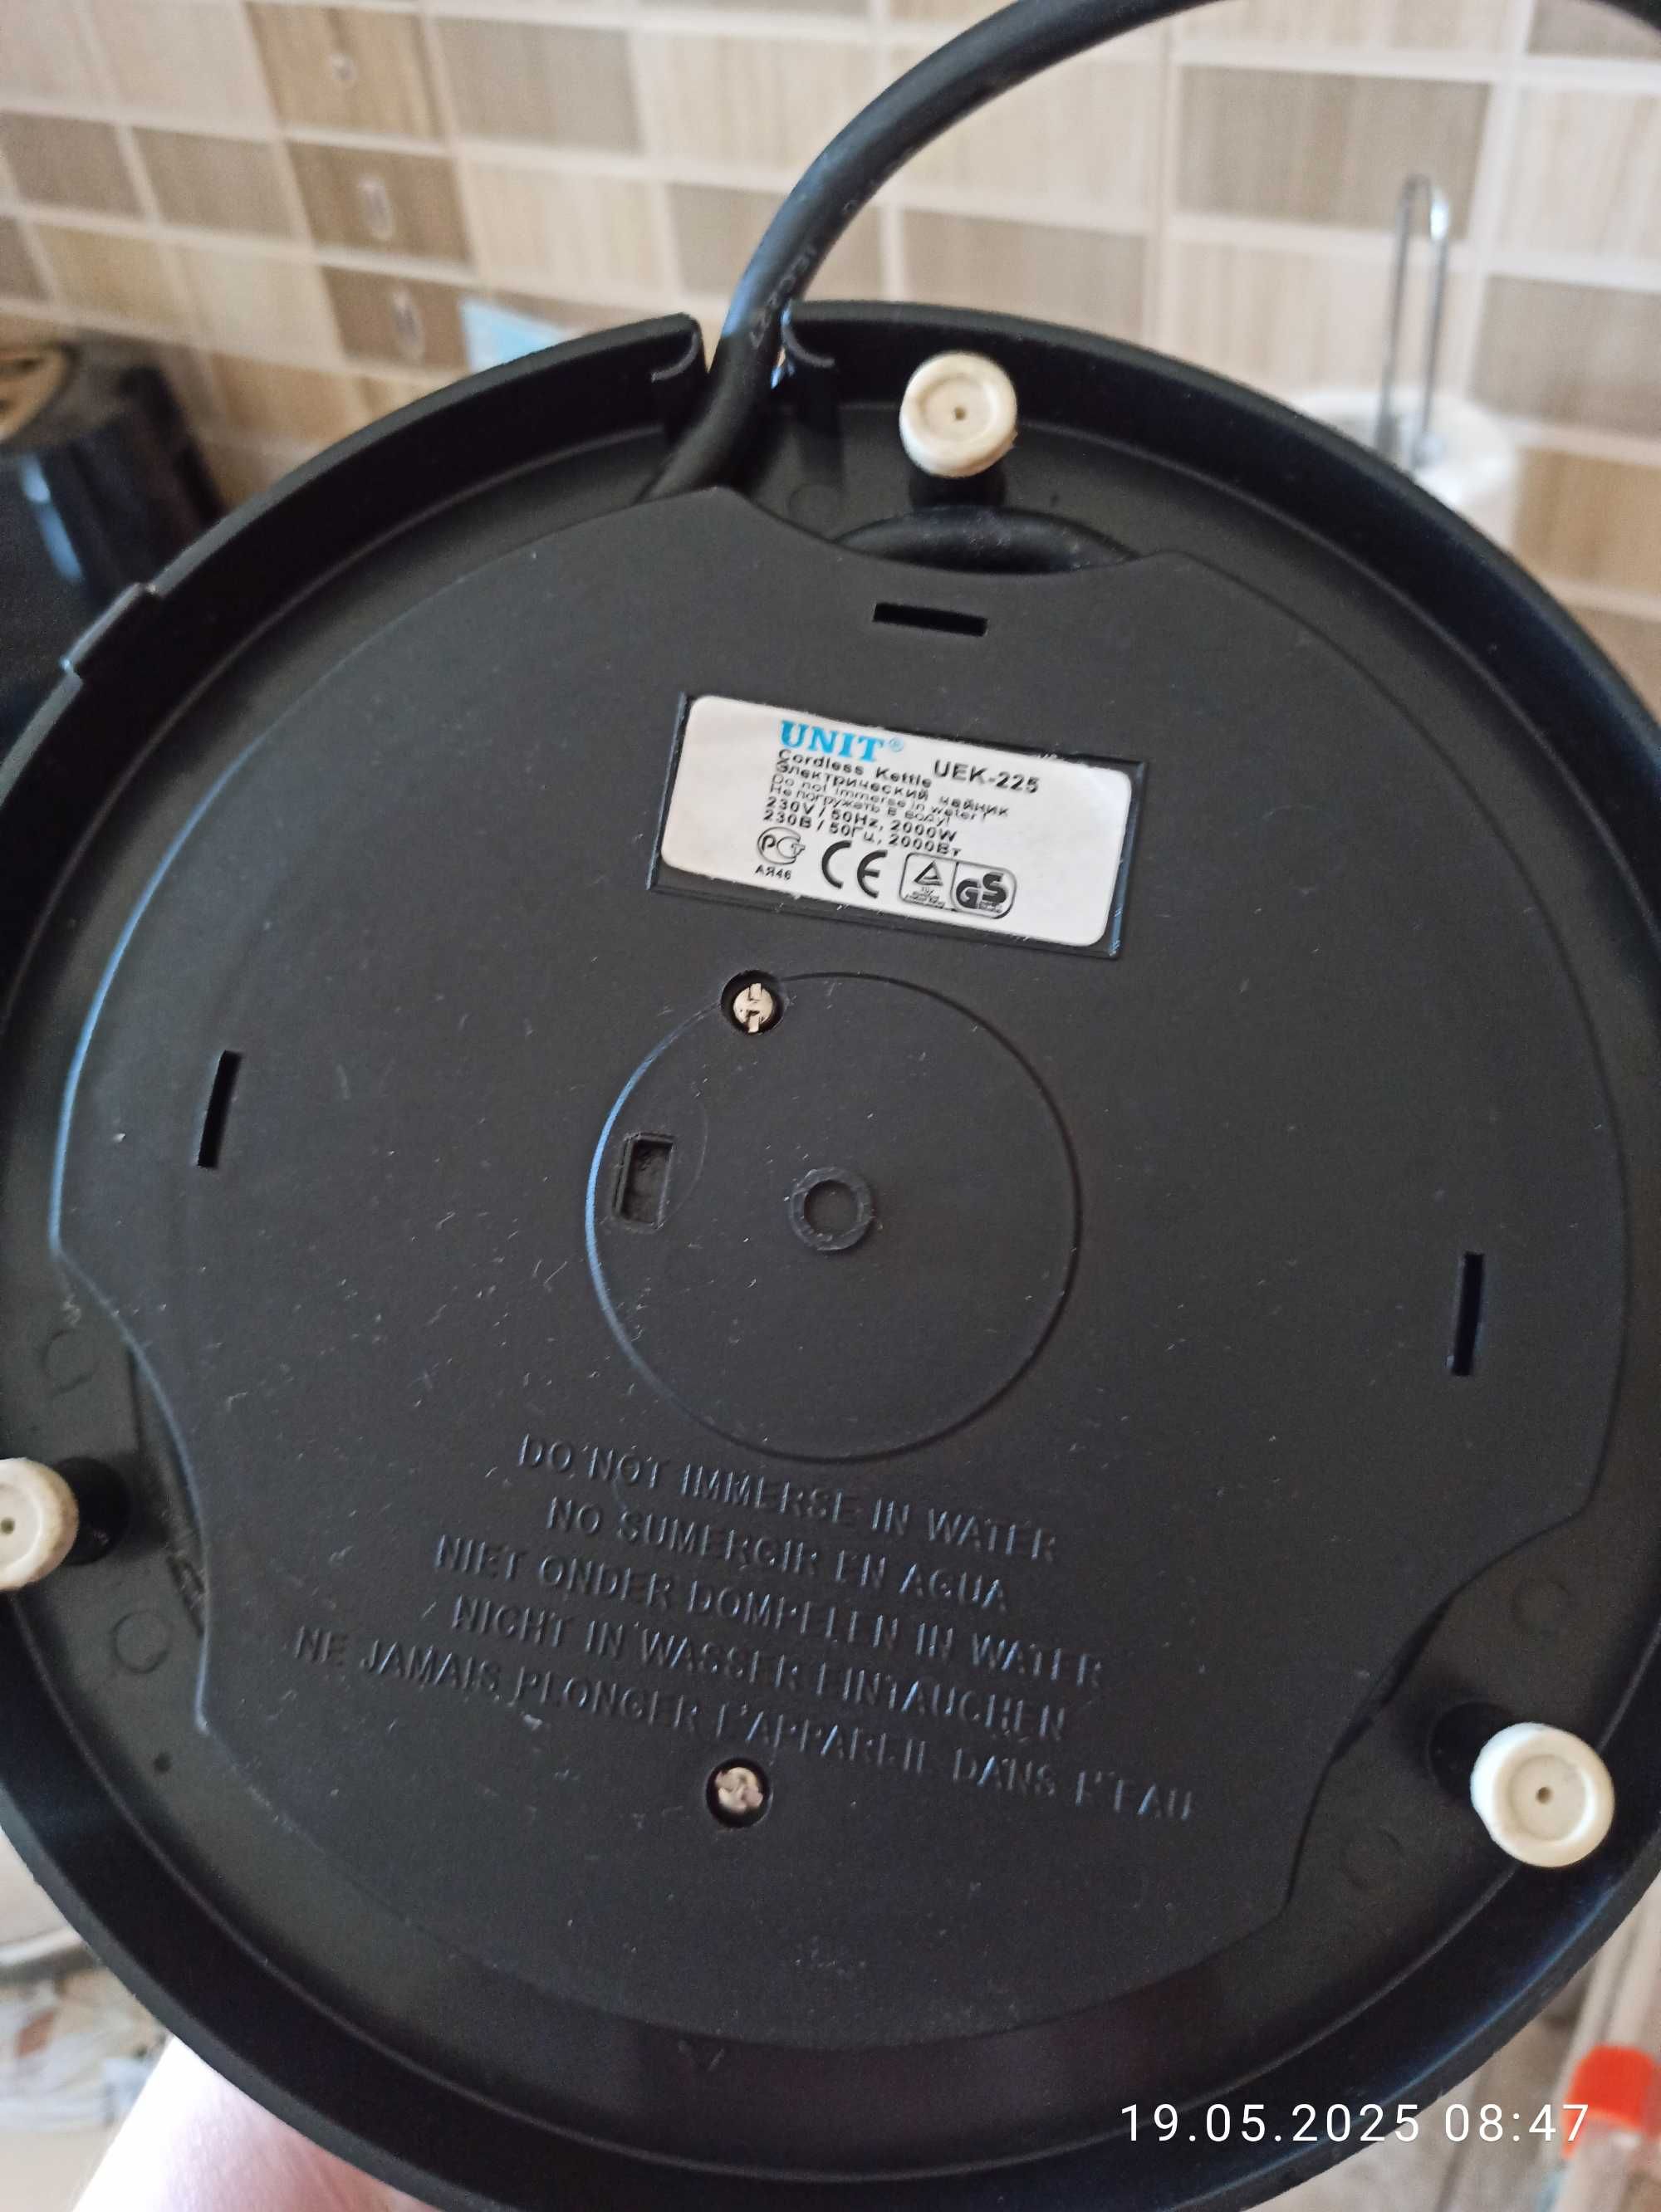 UNIT®
Cordless Kettle UEK-225
Электрический чайник
Do not immerse in water!
Не погружать в воду!
230V / 50Hz, 2000W
230В / 50Гц, 2000Вт
РСТ CE GS
АЯ46
DO NOT IMMERSE IN WATER
NO SUMERGIR EN AGUA
NIET ONDER DOMPELEN IN WATER
NICHT IN WASSER EINTAUCHEN
NE JAMAIS PLONGER L'APPAREIL DANS L'EAU
19.05.2025 08:47